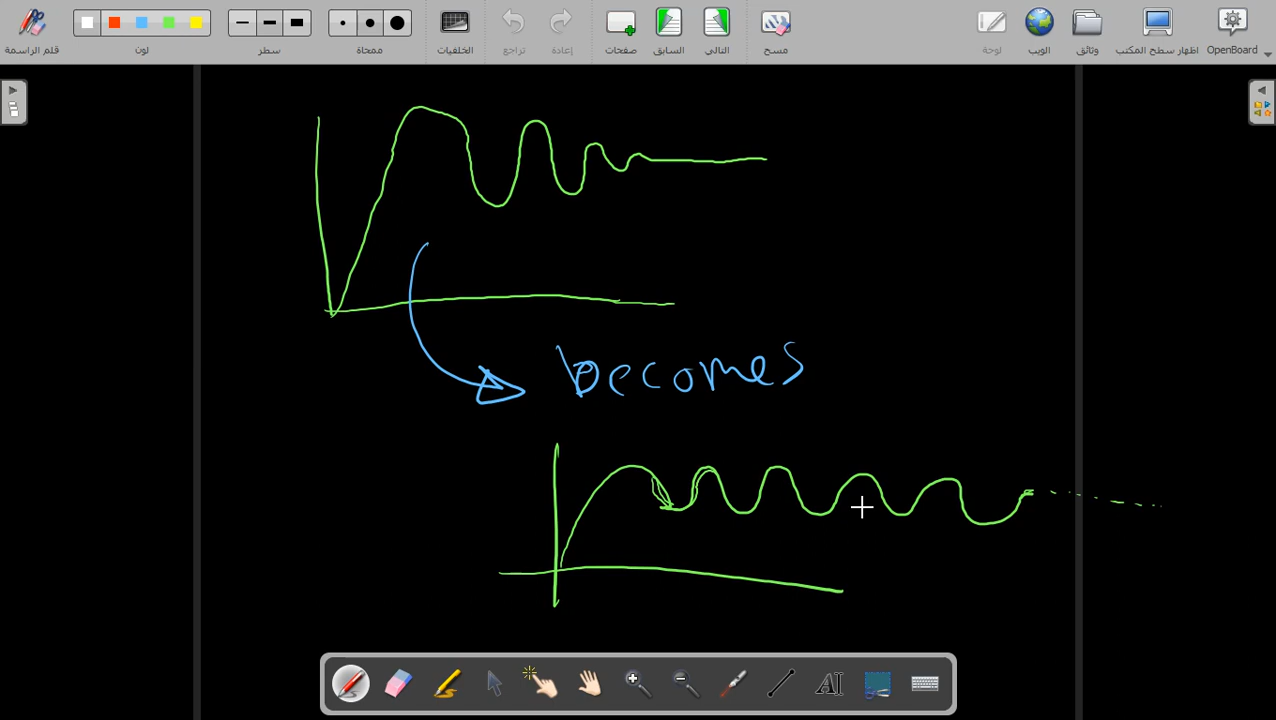 قلم الراسمة
لون
سطر
ممحاة
الخلفيات
تراجع
إعادة
صفحات
السابق
التالي
مسح
لوحة
الويب
وثائق
اظهار سطح المكتب
OpenBoard
becomes
AI